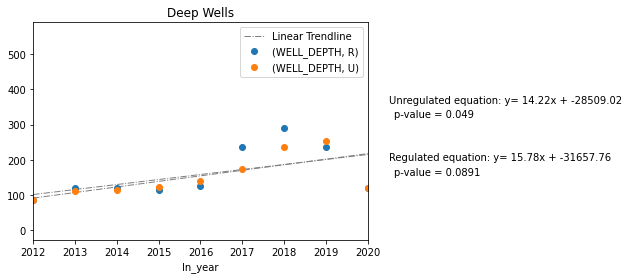 Deep Wells
Linear Trendline
(WELL_DEPTH, R)
(WELL_DEPTH, U)
500
400
300
200
100
0
2012 2013 2014 2015 2016 2017 2018 2019 2020
In_year
Unregulated equation: y= 14.22x + -28509.02
p-value = 0.049
Regulated equation: y= 15.78x + -31657.76
p-value = 0.0891